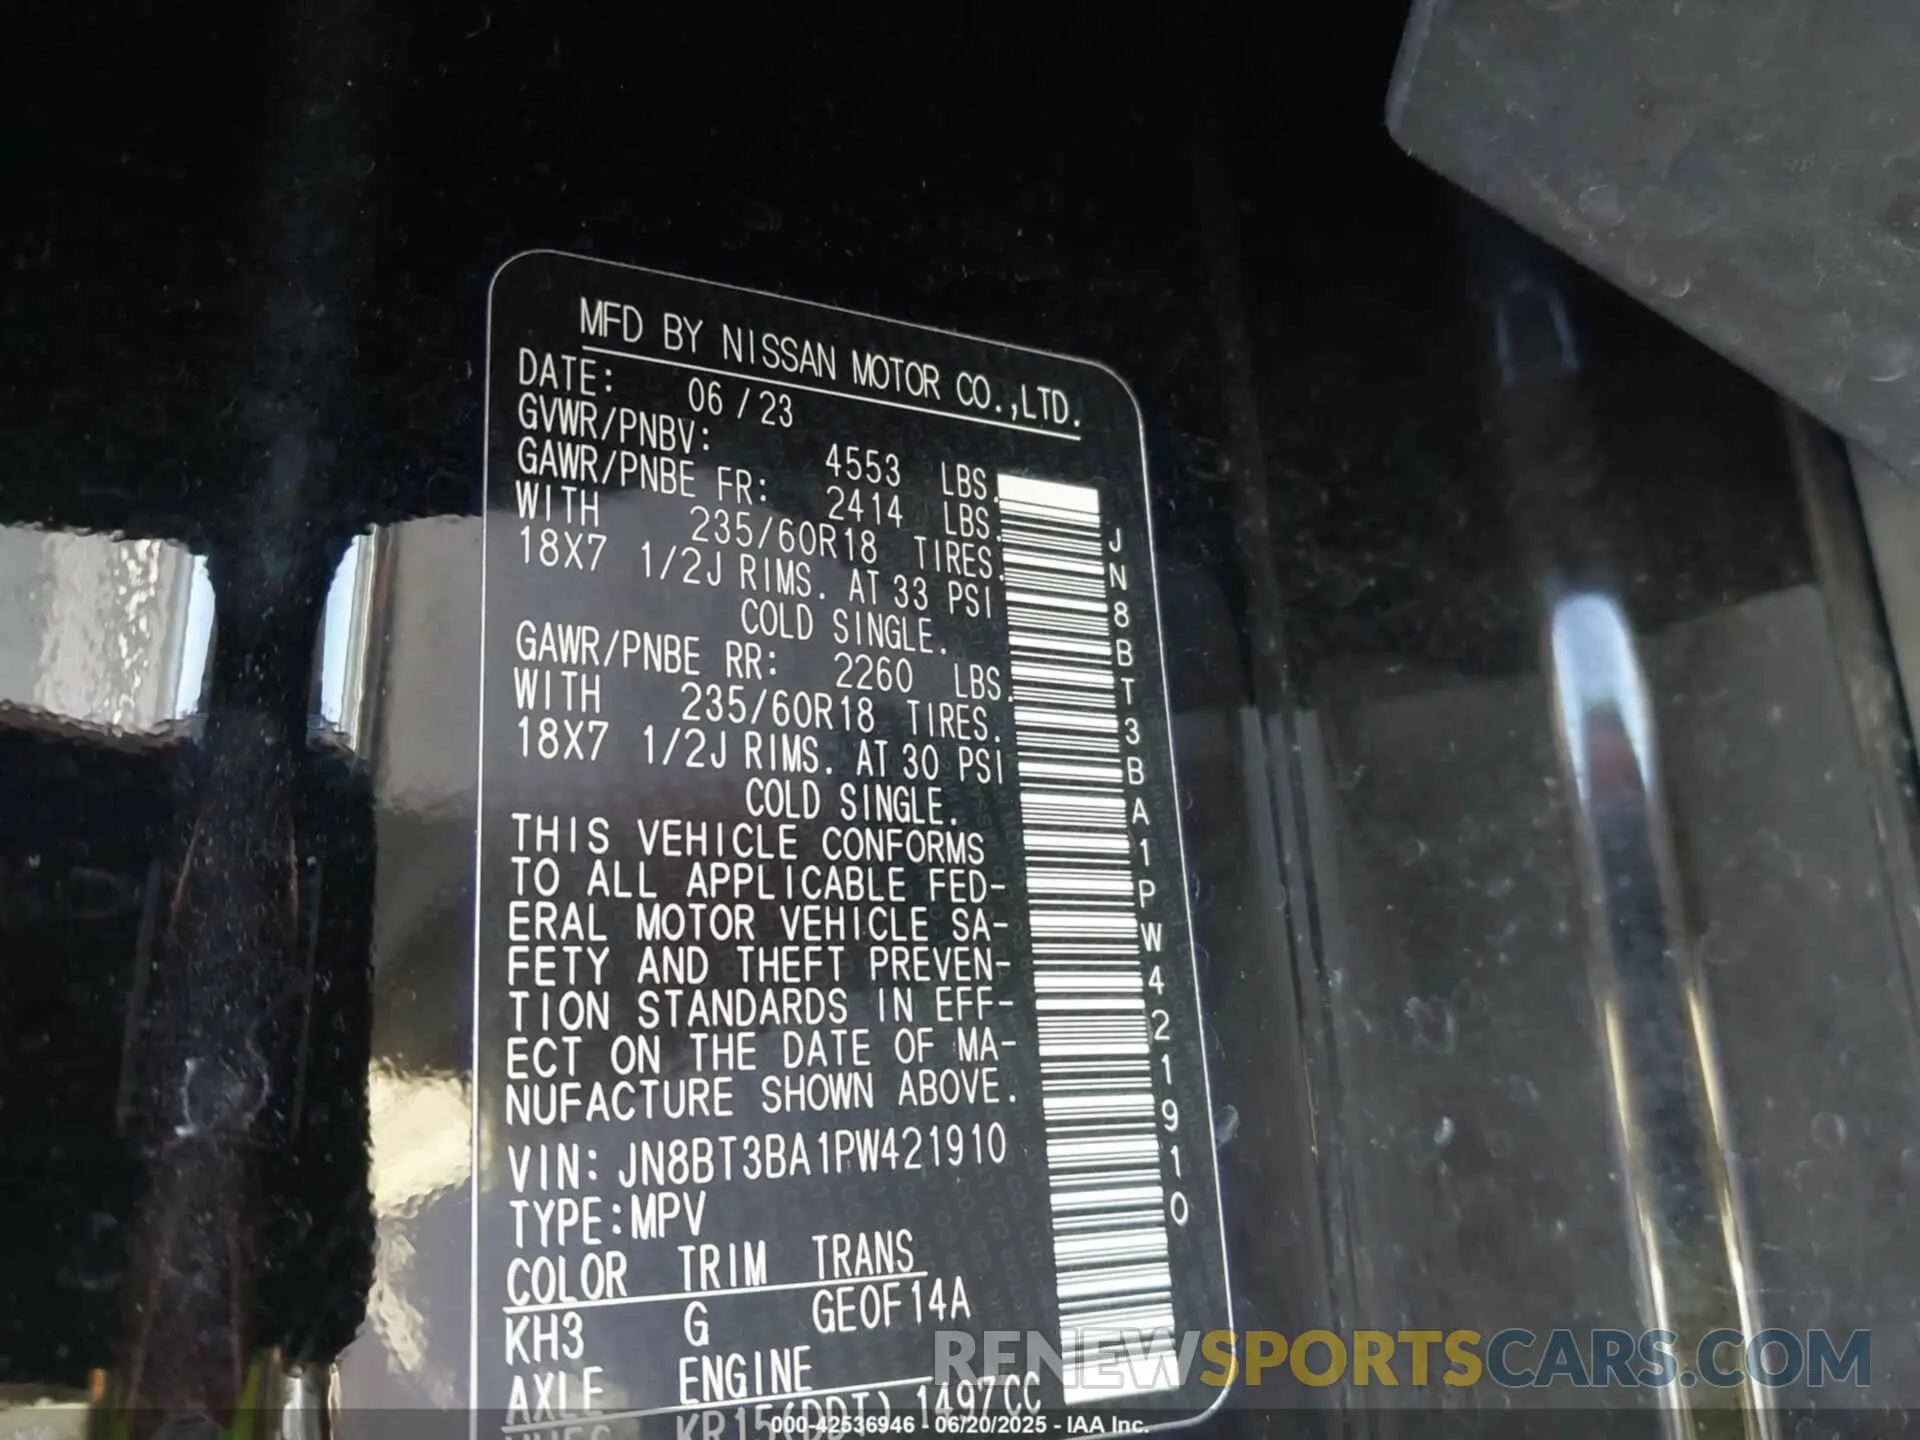 MFD BY NISSAN MOTOR CO.,LTD.
DATE: 06 / 23
GVWR/PNBV: 4553 LBS.
GAWR/PNBE FR: 2414 LBS.
WITH 235/60R18 TIRES.
18X7 1/2J RIMS. AT 33 PSI
COLD SINGLE.
GAWR/PNBE RR: 2260 LBS.
WITH 235/60R18 TIRES.
18X7 1/2J RIMS. AT 30 PSI
COLD SINGLE.
THIS VEHICLE CONFORMS
TO ALL APPLICABLE FED-
ERAL MOTOR VEHICLE SA-
FETY AND THEFT PREVEN-
TION STANDARDS IN EFF-
ECT ON THE DATE OF MA-
NUFACTURE SHOWN ABOVE.
VIN: JN8BT3BA1PW421910
TYPE:MPV
COLOR TRIM TRANS
KH3 G GE0F14A
AXLE ENGINE
KR15(DDT) 1497CC
JN8BT3BA1PW421910
RENEWSPORTSCARS.COM
000-42536946 - 06/20/2025 - IAA Inc.